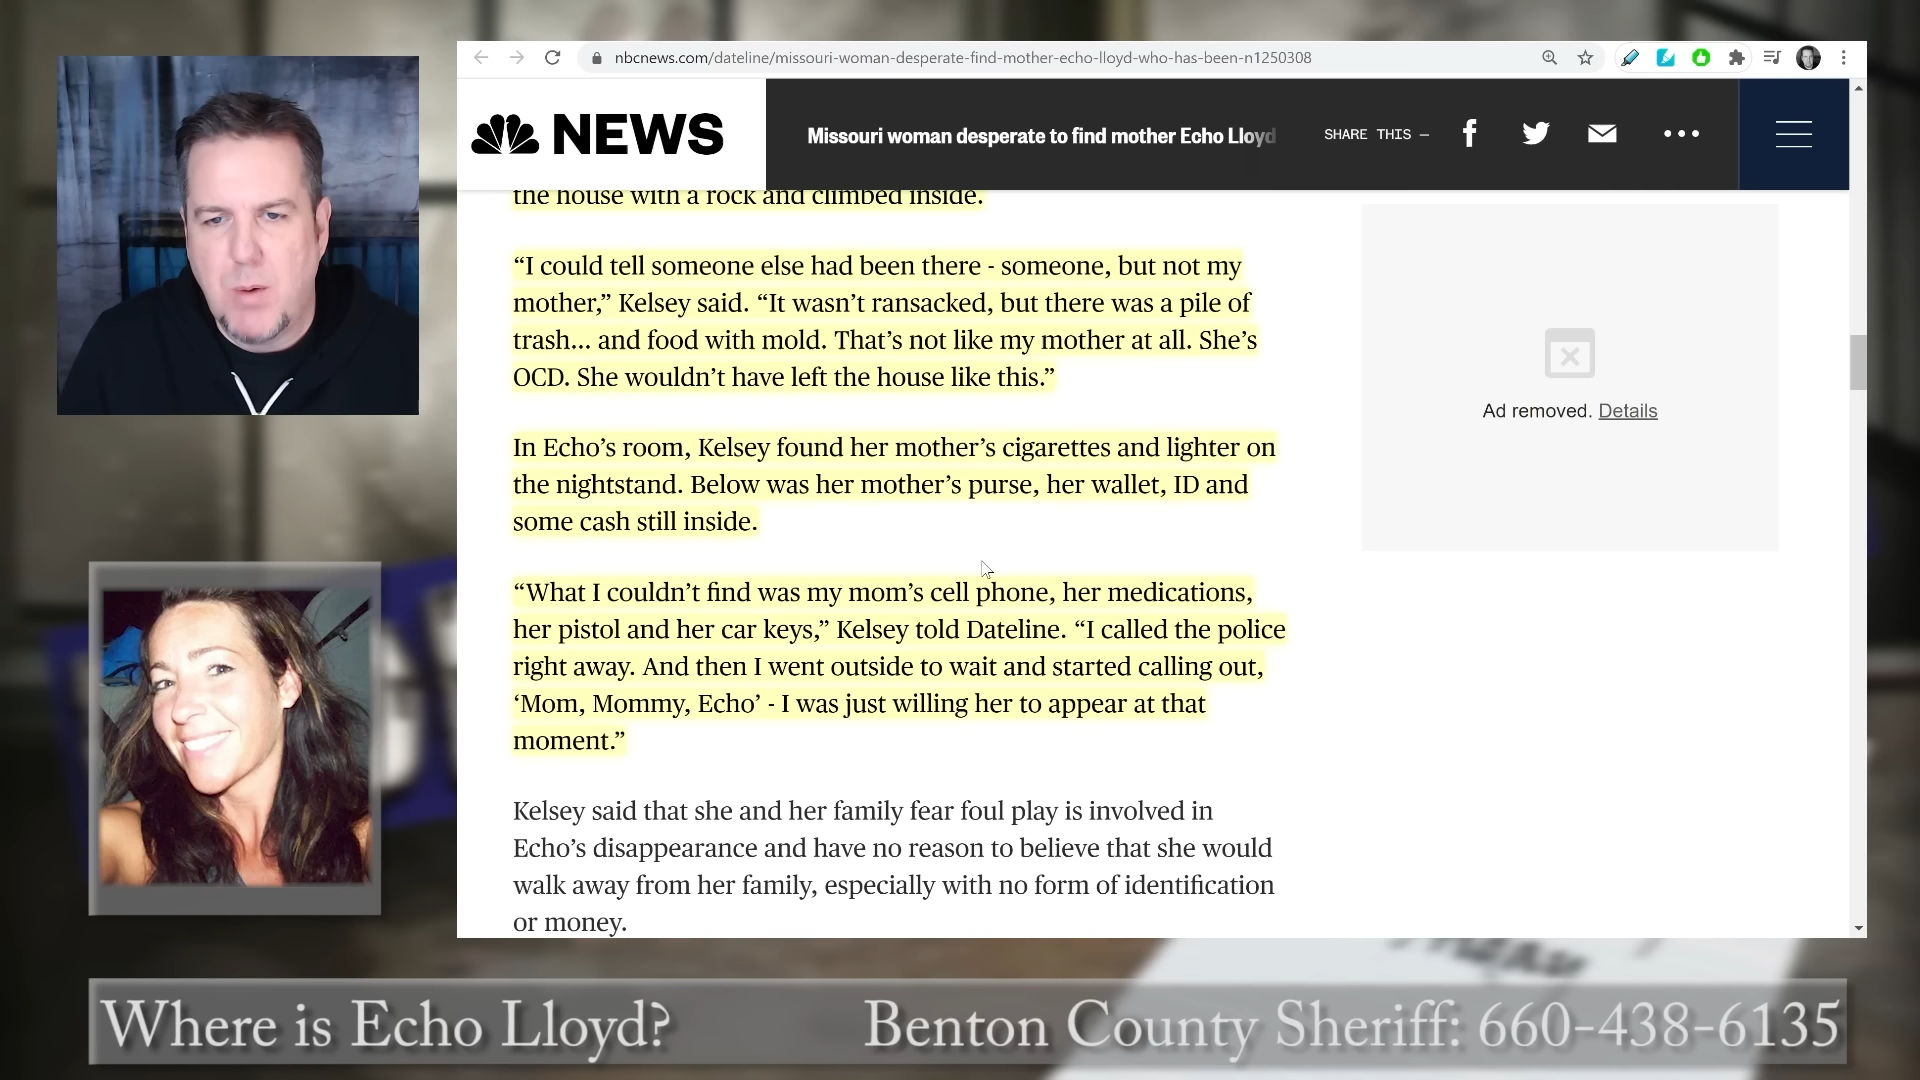 nbcnews.com/dateline/missouri-woman-desperate-find-mother-echo-lloyd-who-has-been-n1250308
NEWS
Missouri woman desperate to find mother Echo Lloyd
SHARE THIS —
the house with a rock and climbed inside.
“I could tell someone else had been there - someone, but not my
mother,” Kelsey said. “It wasn’t ransacked, but there was a pile of
trash... and food with mold. That’s not like my mother at all. She’s
OCD. She wouldn’t have left the house like this.”
In Echo’s room, Kelsey found her mother’s cigarettes and lighter on
the nightstand. Below was her mother’s purse, her wallet, ID and
some cash still inside.
“What I couldn’t find was my mom’s cell phone, her medications,
her pistol and her car keys,” Kelsey told Dateline. “I called the police
right away. And then I went outside to wait and started calling out,
‘Mom, Mommy, Echo’ - I was just willing her to appear at that
moment.”
Kelsey said that she and her family fear foul play is involved in
Echo’s disappearance and have no reason to believe that she would
walk away from her family, especially with no form of identification
or money.
Ad removed. Details
Where is Echo Lloyd?
Benton County Sheriff: 660-438-6135